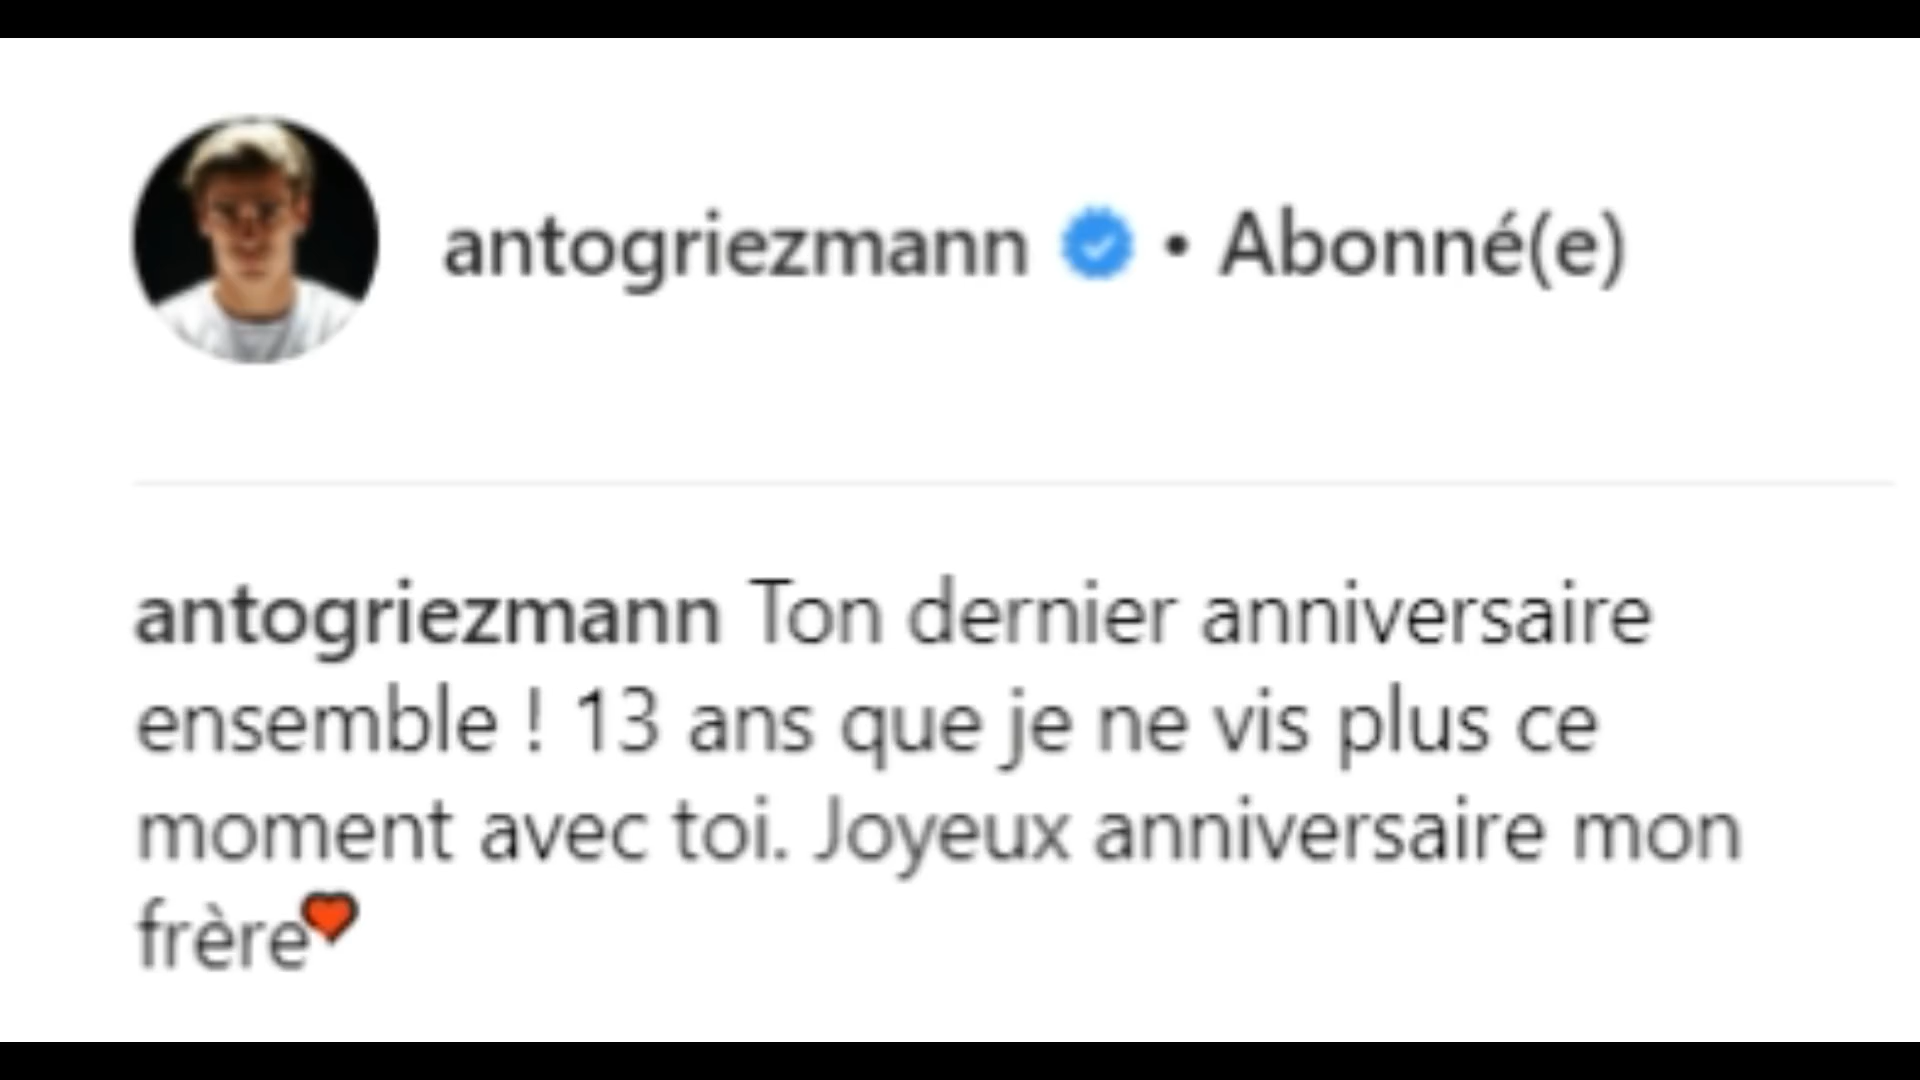 antogriezmann • Abonné(e)
antogriezmann Ton dernier anniversaire
ensemble ! 13 ans que je ne vis plus ce
moment avec toi. Joyeux anniversaire mon
frère❤️